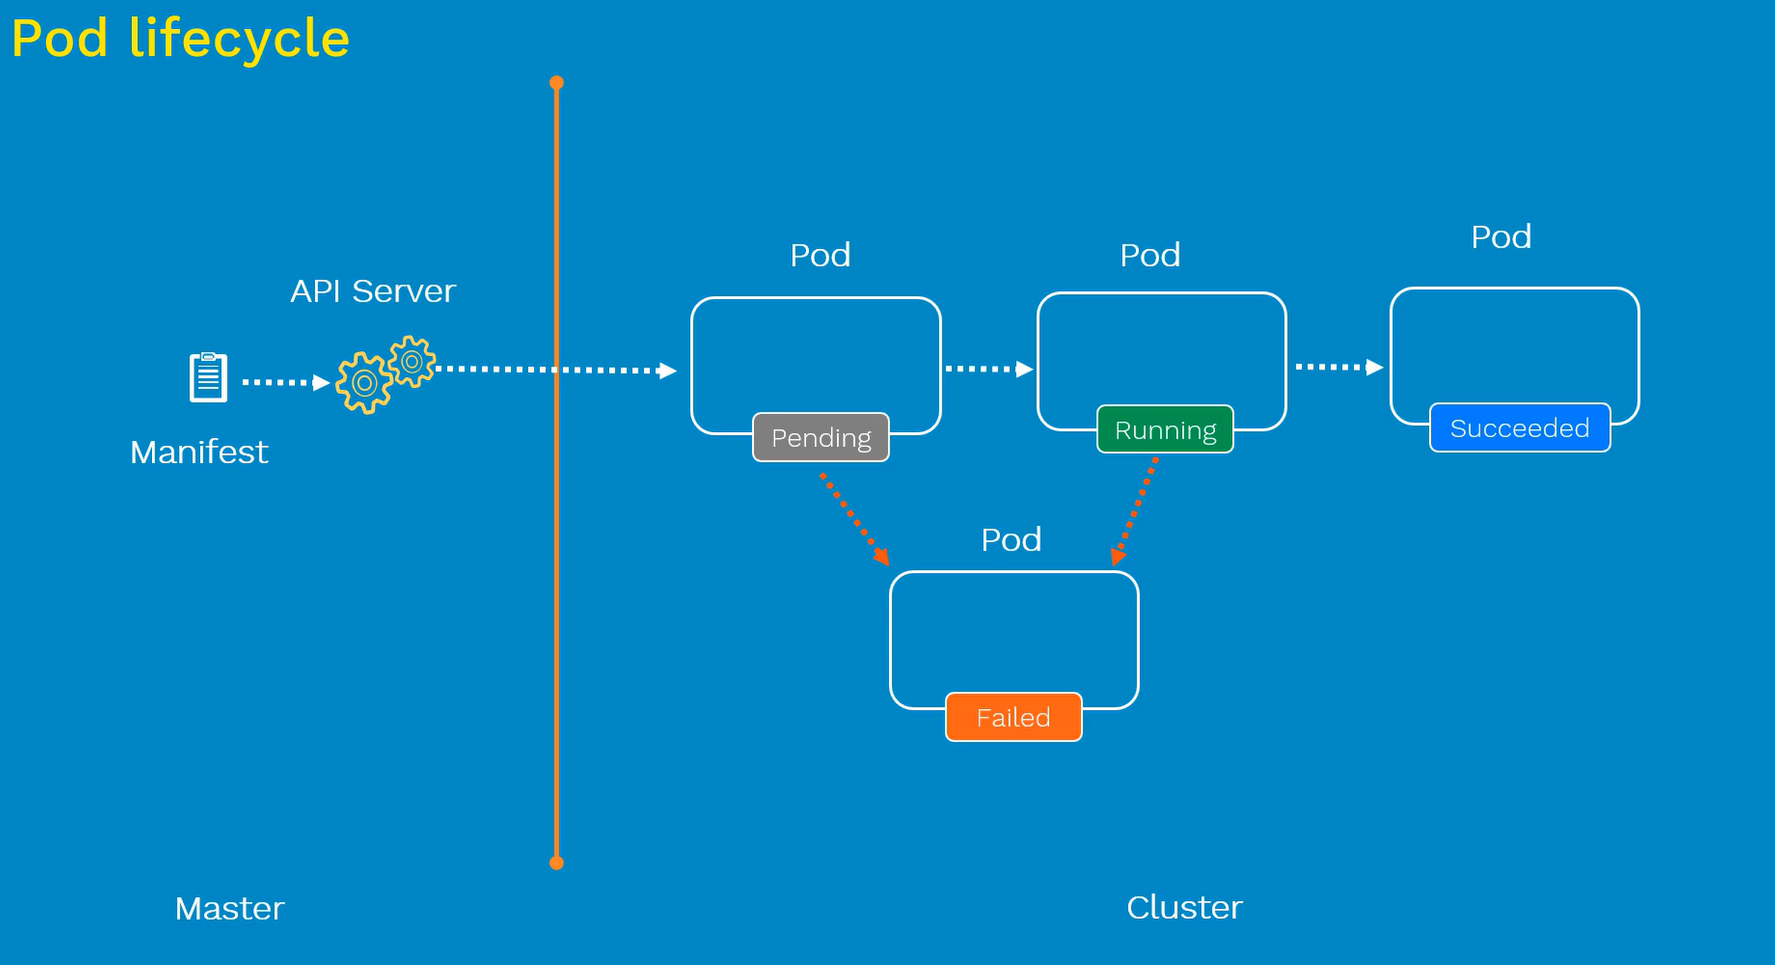 Pod lifecycle
API Server
Manifest
Pod
Pending
Pod
Running
Pod
Succeeded
Pod
Failed
Master
Cluster